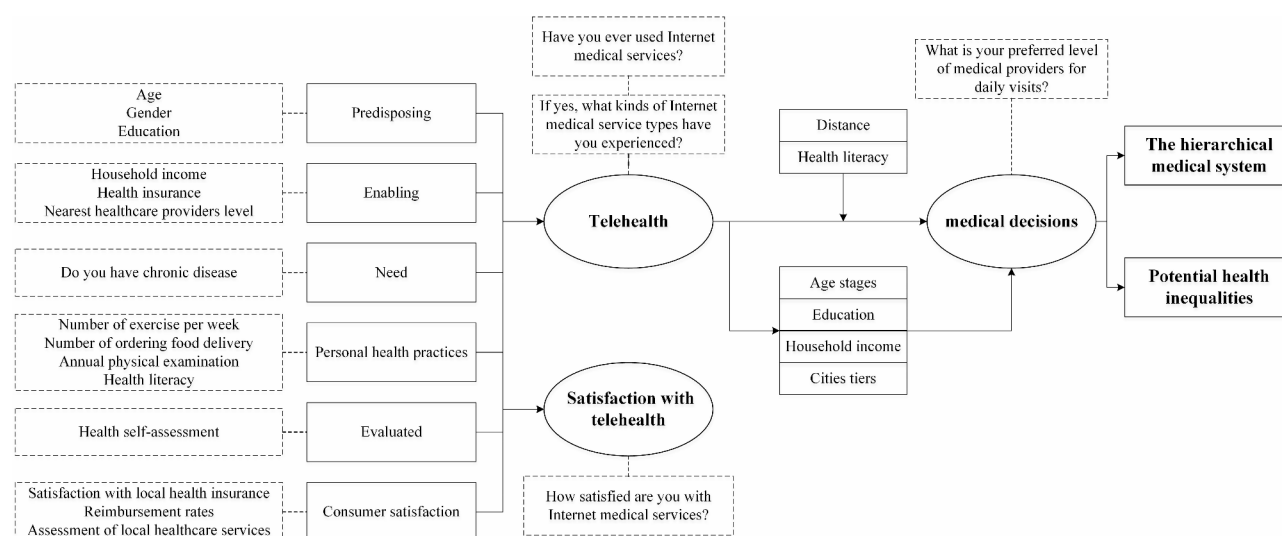 Age
Gender
Education
Predisposing
Household income
Health insurance
Nearest healthcare providers level
Enabling
Do you have chronic disease
Need
Number of exercise per week
Number of ordering food delivery
Annual physical examination
Health literacy
Personal health practices
Health self-assessment
Evaluated
Satisfaction with local health insurance
Reimbursement rates
Assessment of local healthcare services
Consumer satisfaction
Have you ever used Internet
medical services?
If yes, what kinds of Internet
medical service types have
you experienced?
Telehealth
Satisfaction with
telehealth
How satisfied are you with
Internet medical services?
Distance
Health literacy
Age stages
Education
Household income
Cities tiers
What is your preferred level
of medical providers for
daily visits?
medical decisions
The hierarchical
medical system
Potential health
inequalities